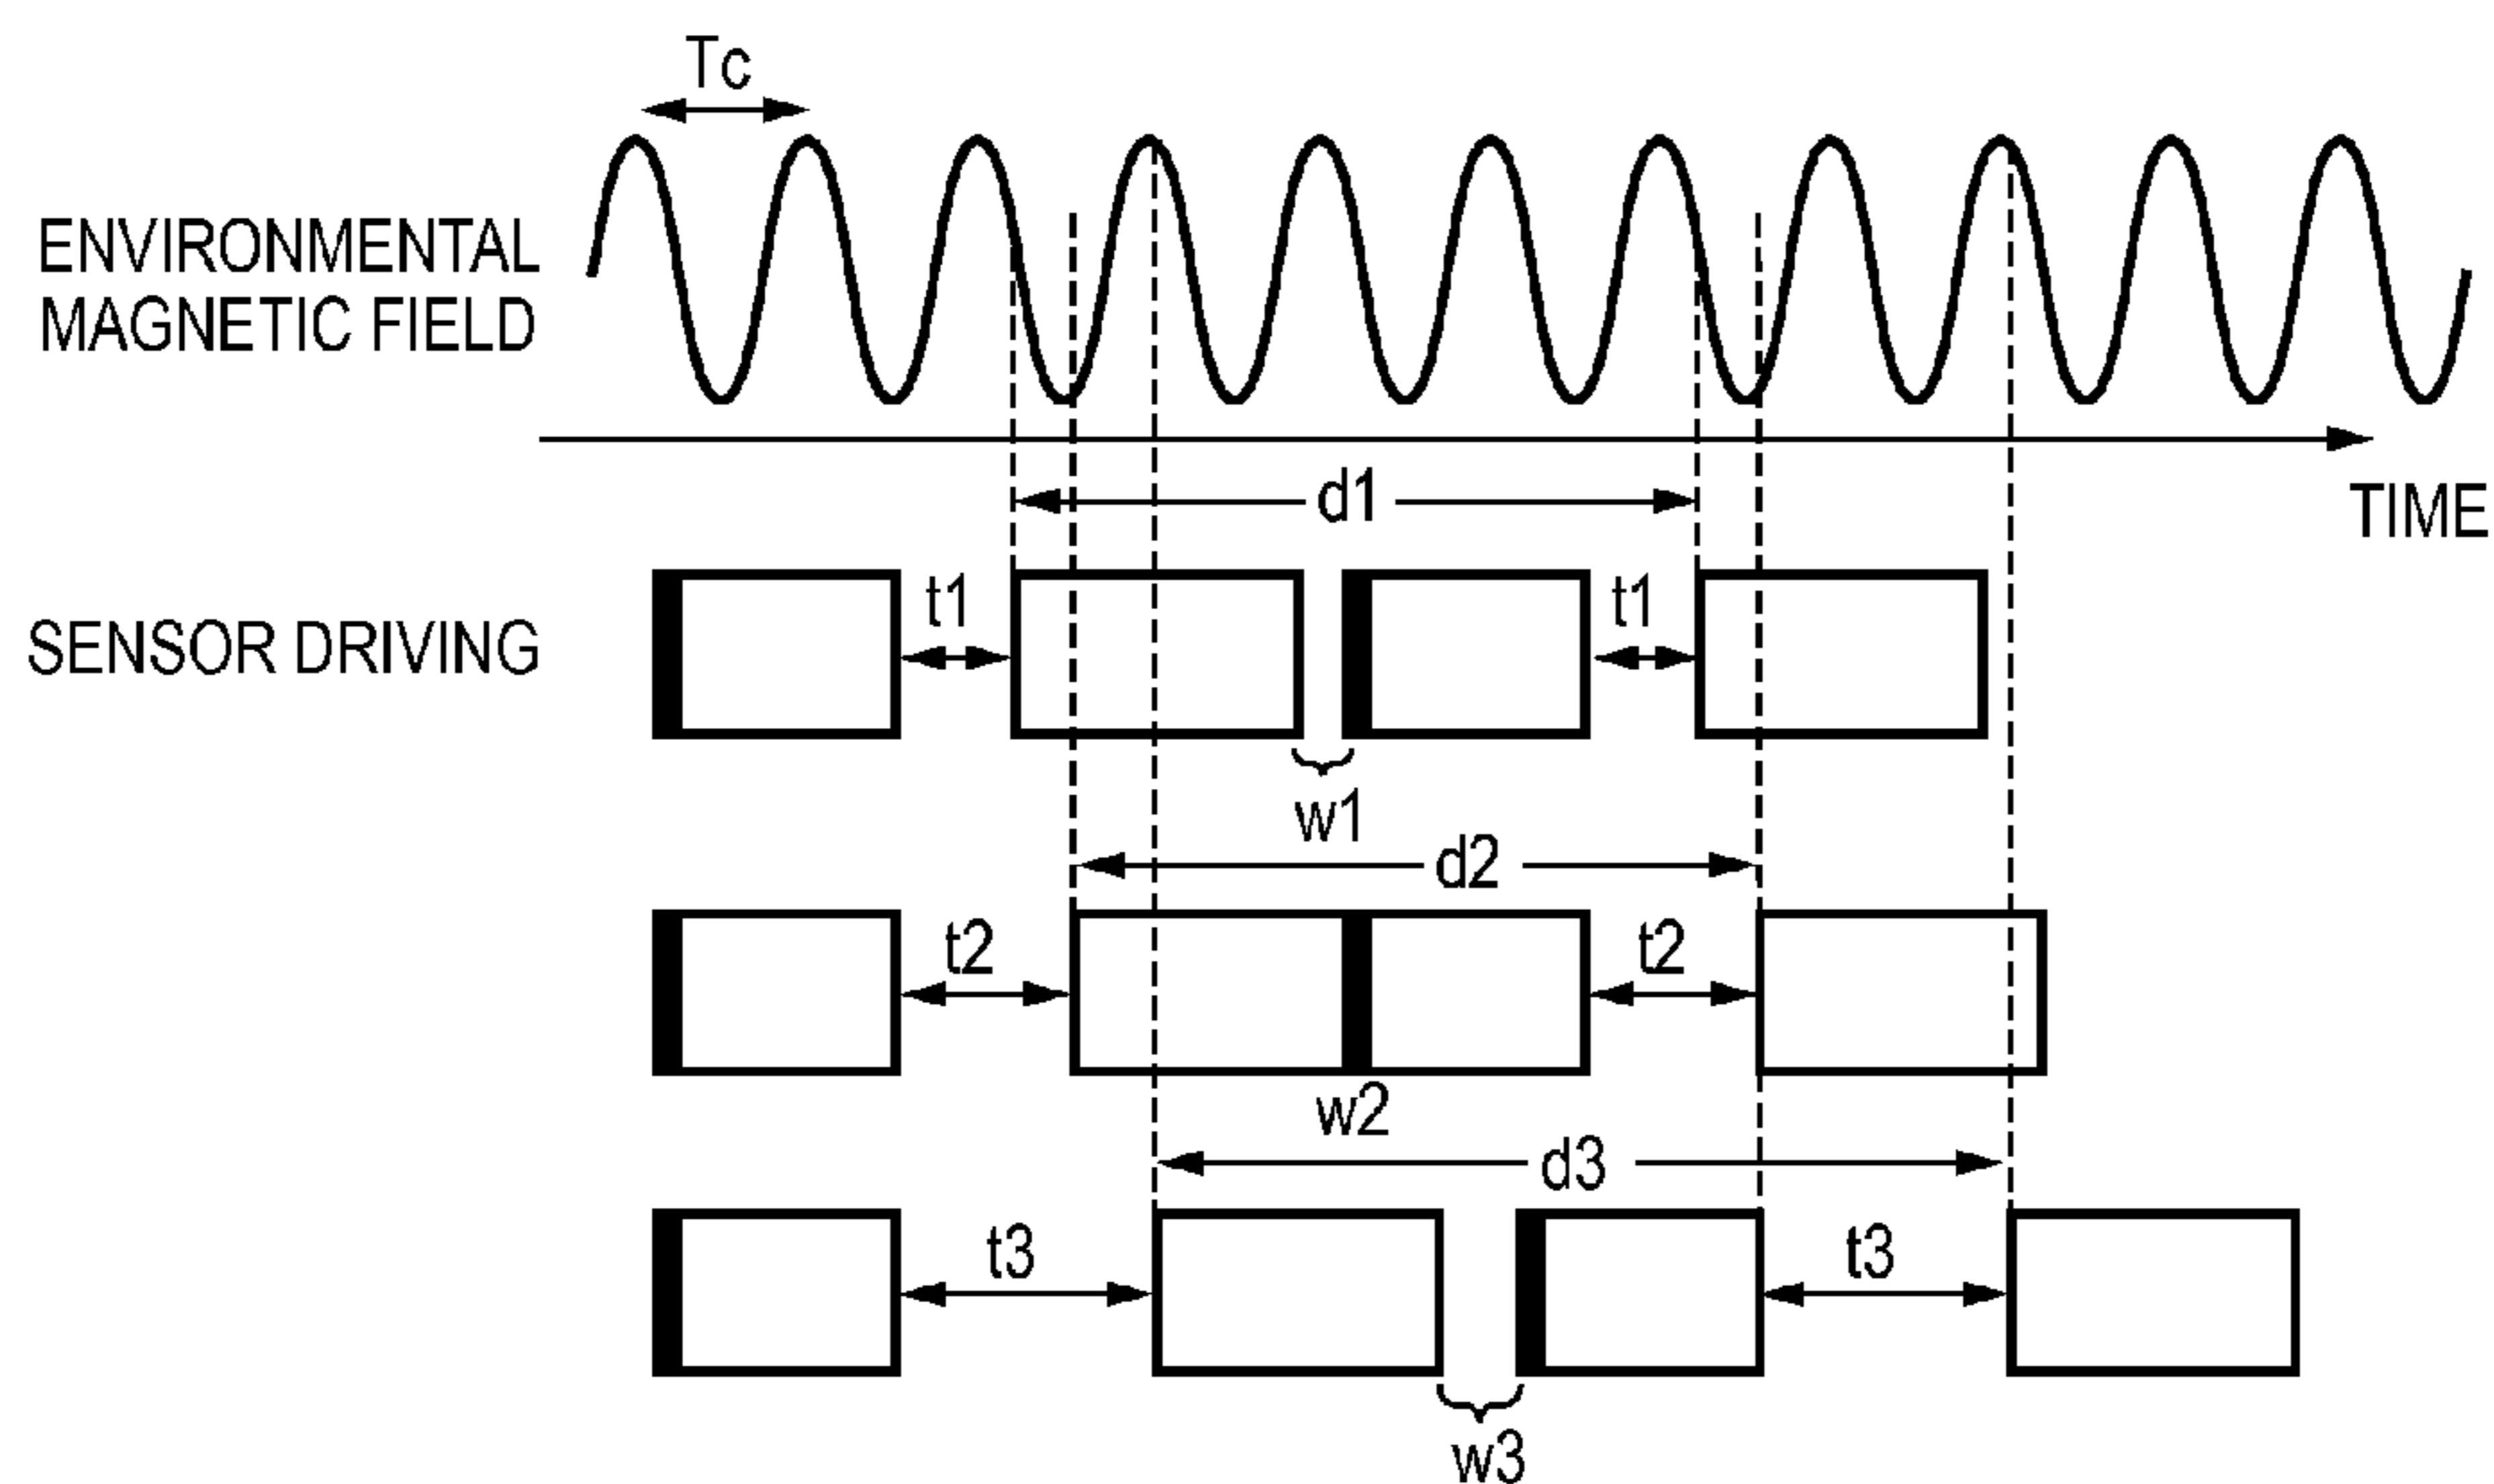 Tc
ENVIRONMENTAL
MAGNETIC FIELD
TIME
d1
SENSOR DRIVING
t1
t1
w1
d2
t2
t2
w2
d3
t3
t3
w3